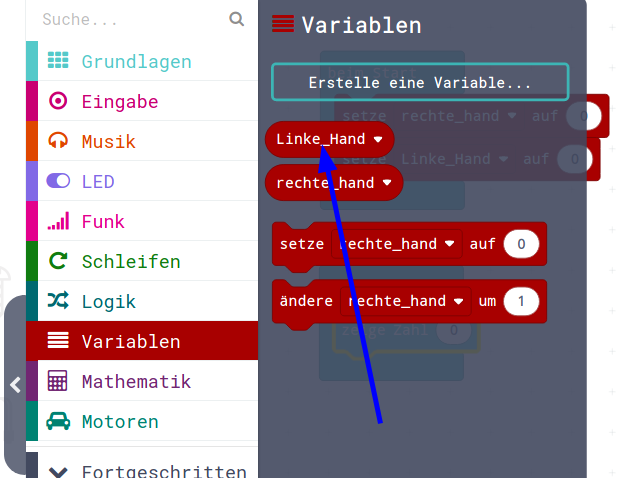 Suche...
Grundlagen
Eingabe
Musik
LED
Funk
Schleifen
Logik
Variablen
Mathematik
Motoren
Fortgeschritten
Variablen
Erstelle eine Variable...
Linke_Hand
rechte_hand
setze rechte_hand auf 0
ändere rechte_hand um 1
setze rechte_hand auf 0
setze Linke_Hand auf 0
zeige Zahl 0